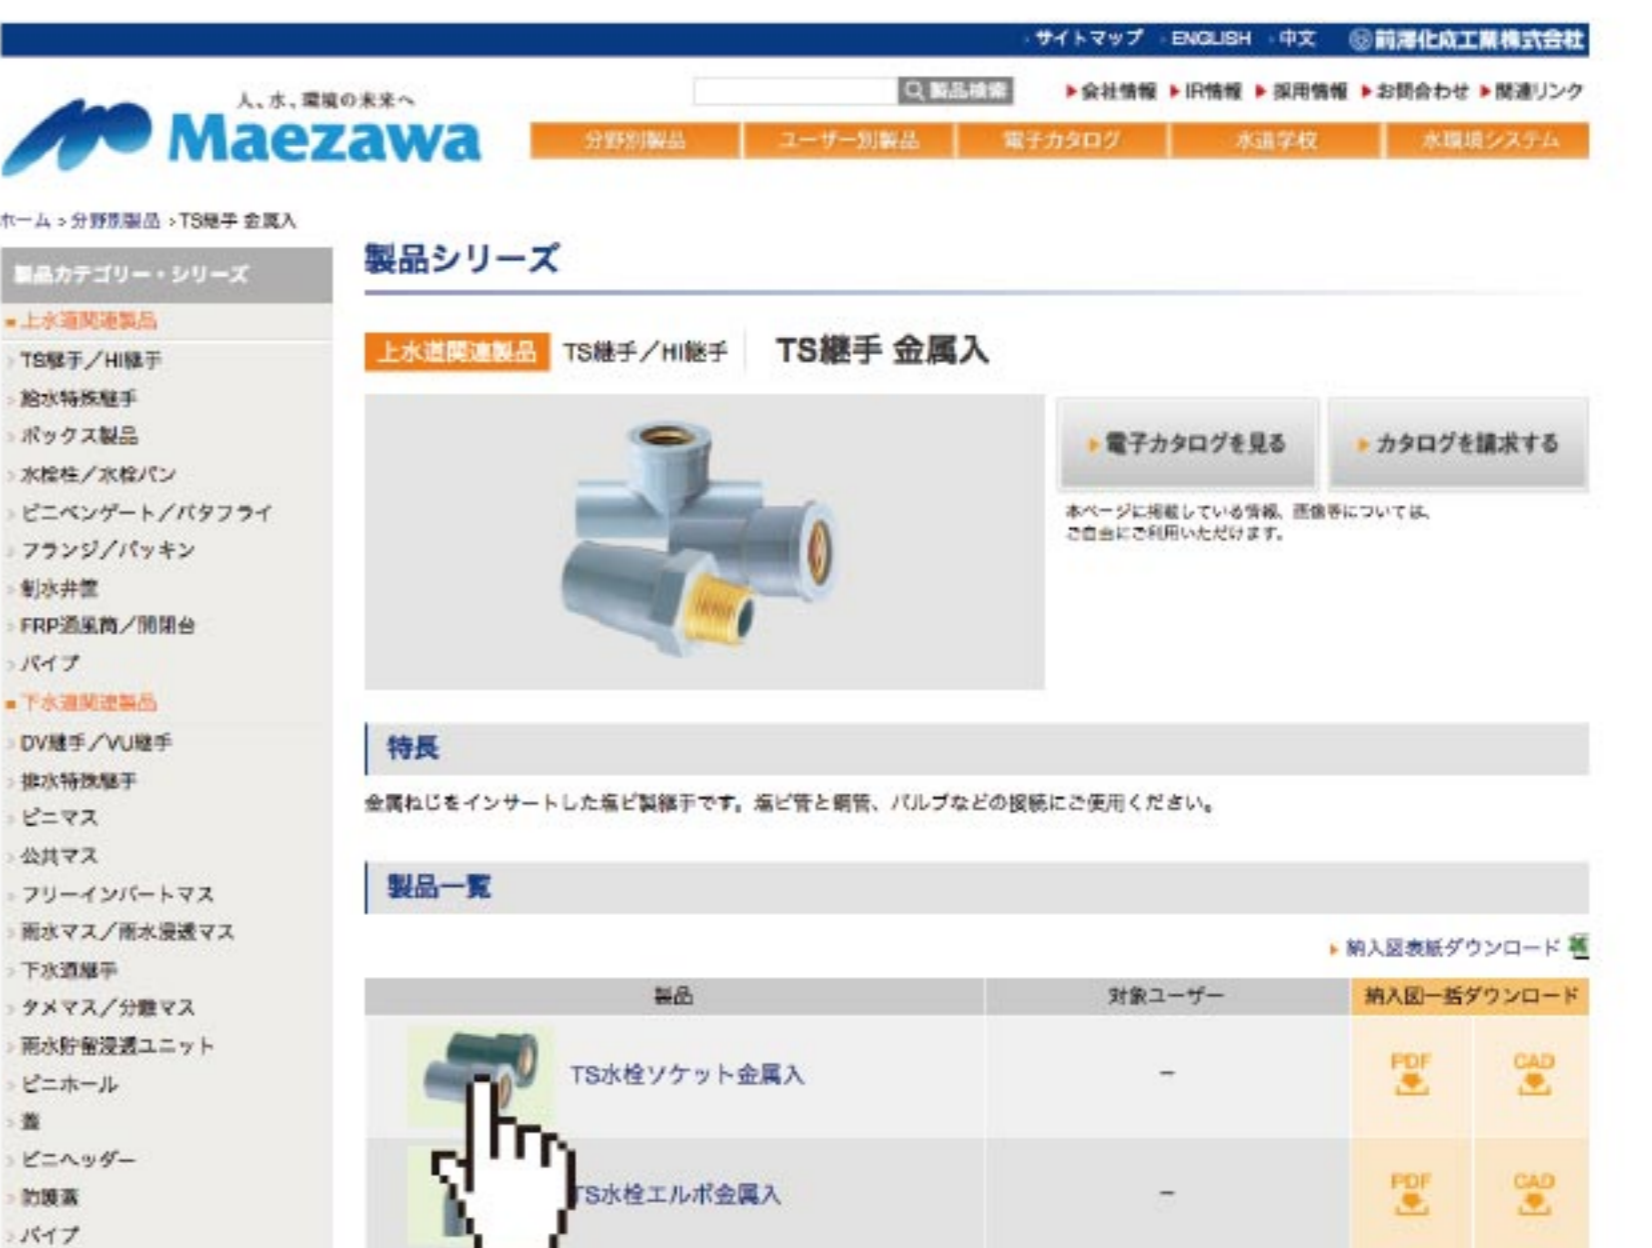 サイトマップ ENGLISH 中文 前澤化成工業株式会社
人、水、環境の未来へ
Maezawa
製品検索
会社情報 IR情報 採用情報 お問合わせ 関連リンク
分野別製品 ユーザー別製品 電子カタログ 水道学校 水環境システム
ホーム > 分野別製品 > TS継手 金属入
製品カテゴリー・シリーズ
上水道関連製品
TS継手／HI継手
給水特殊継手
ボックス製品
水栓柱／水栓パン
ビニベンゲート／バタフライ
フランジ／パッキン
制水弁筐
FRP通風筒／開閉台
パイプ
下水道関連製品
DV継手／VU継手
排水特殊継手
ビニマス
公共マス
フリーインバートマス
雨水マス／雨水浸透マス
下水道継手
タメマス／分離マス
雨水貯留浸透ユニット
ビニホール
蓋
ビニヘッダー
防護蓋
パイプ
製品シリーズ
上水道関連製品 TS継手／HI継手 TS継手 金属入
電子カタログを見る カタログを請求する
本ページに掲載している情報、画像等については、
ご自由にご利用いただけます。
特長
金属ねじをインサートした塩ビ製継手です。塩ビ管と鋼管、バルブなどの接続にご使用ください。
製品一覧
納入図表紙ダウンロード
製品 対象ユーザー 納入図一括ダウンロード
TS水栓ソケット金属入 － PDF CAD
TS水栓エルボ金属入 － PDF CAD